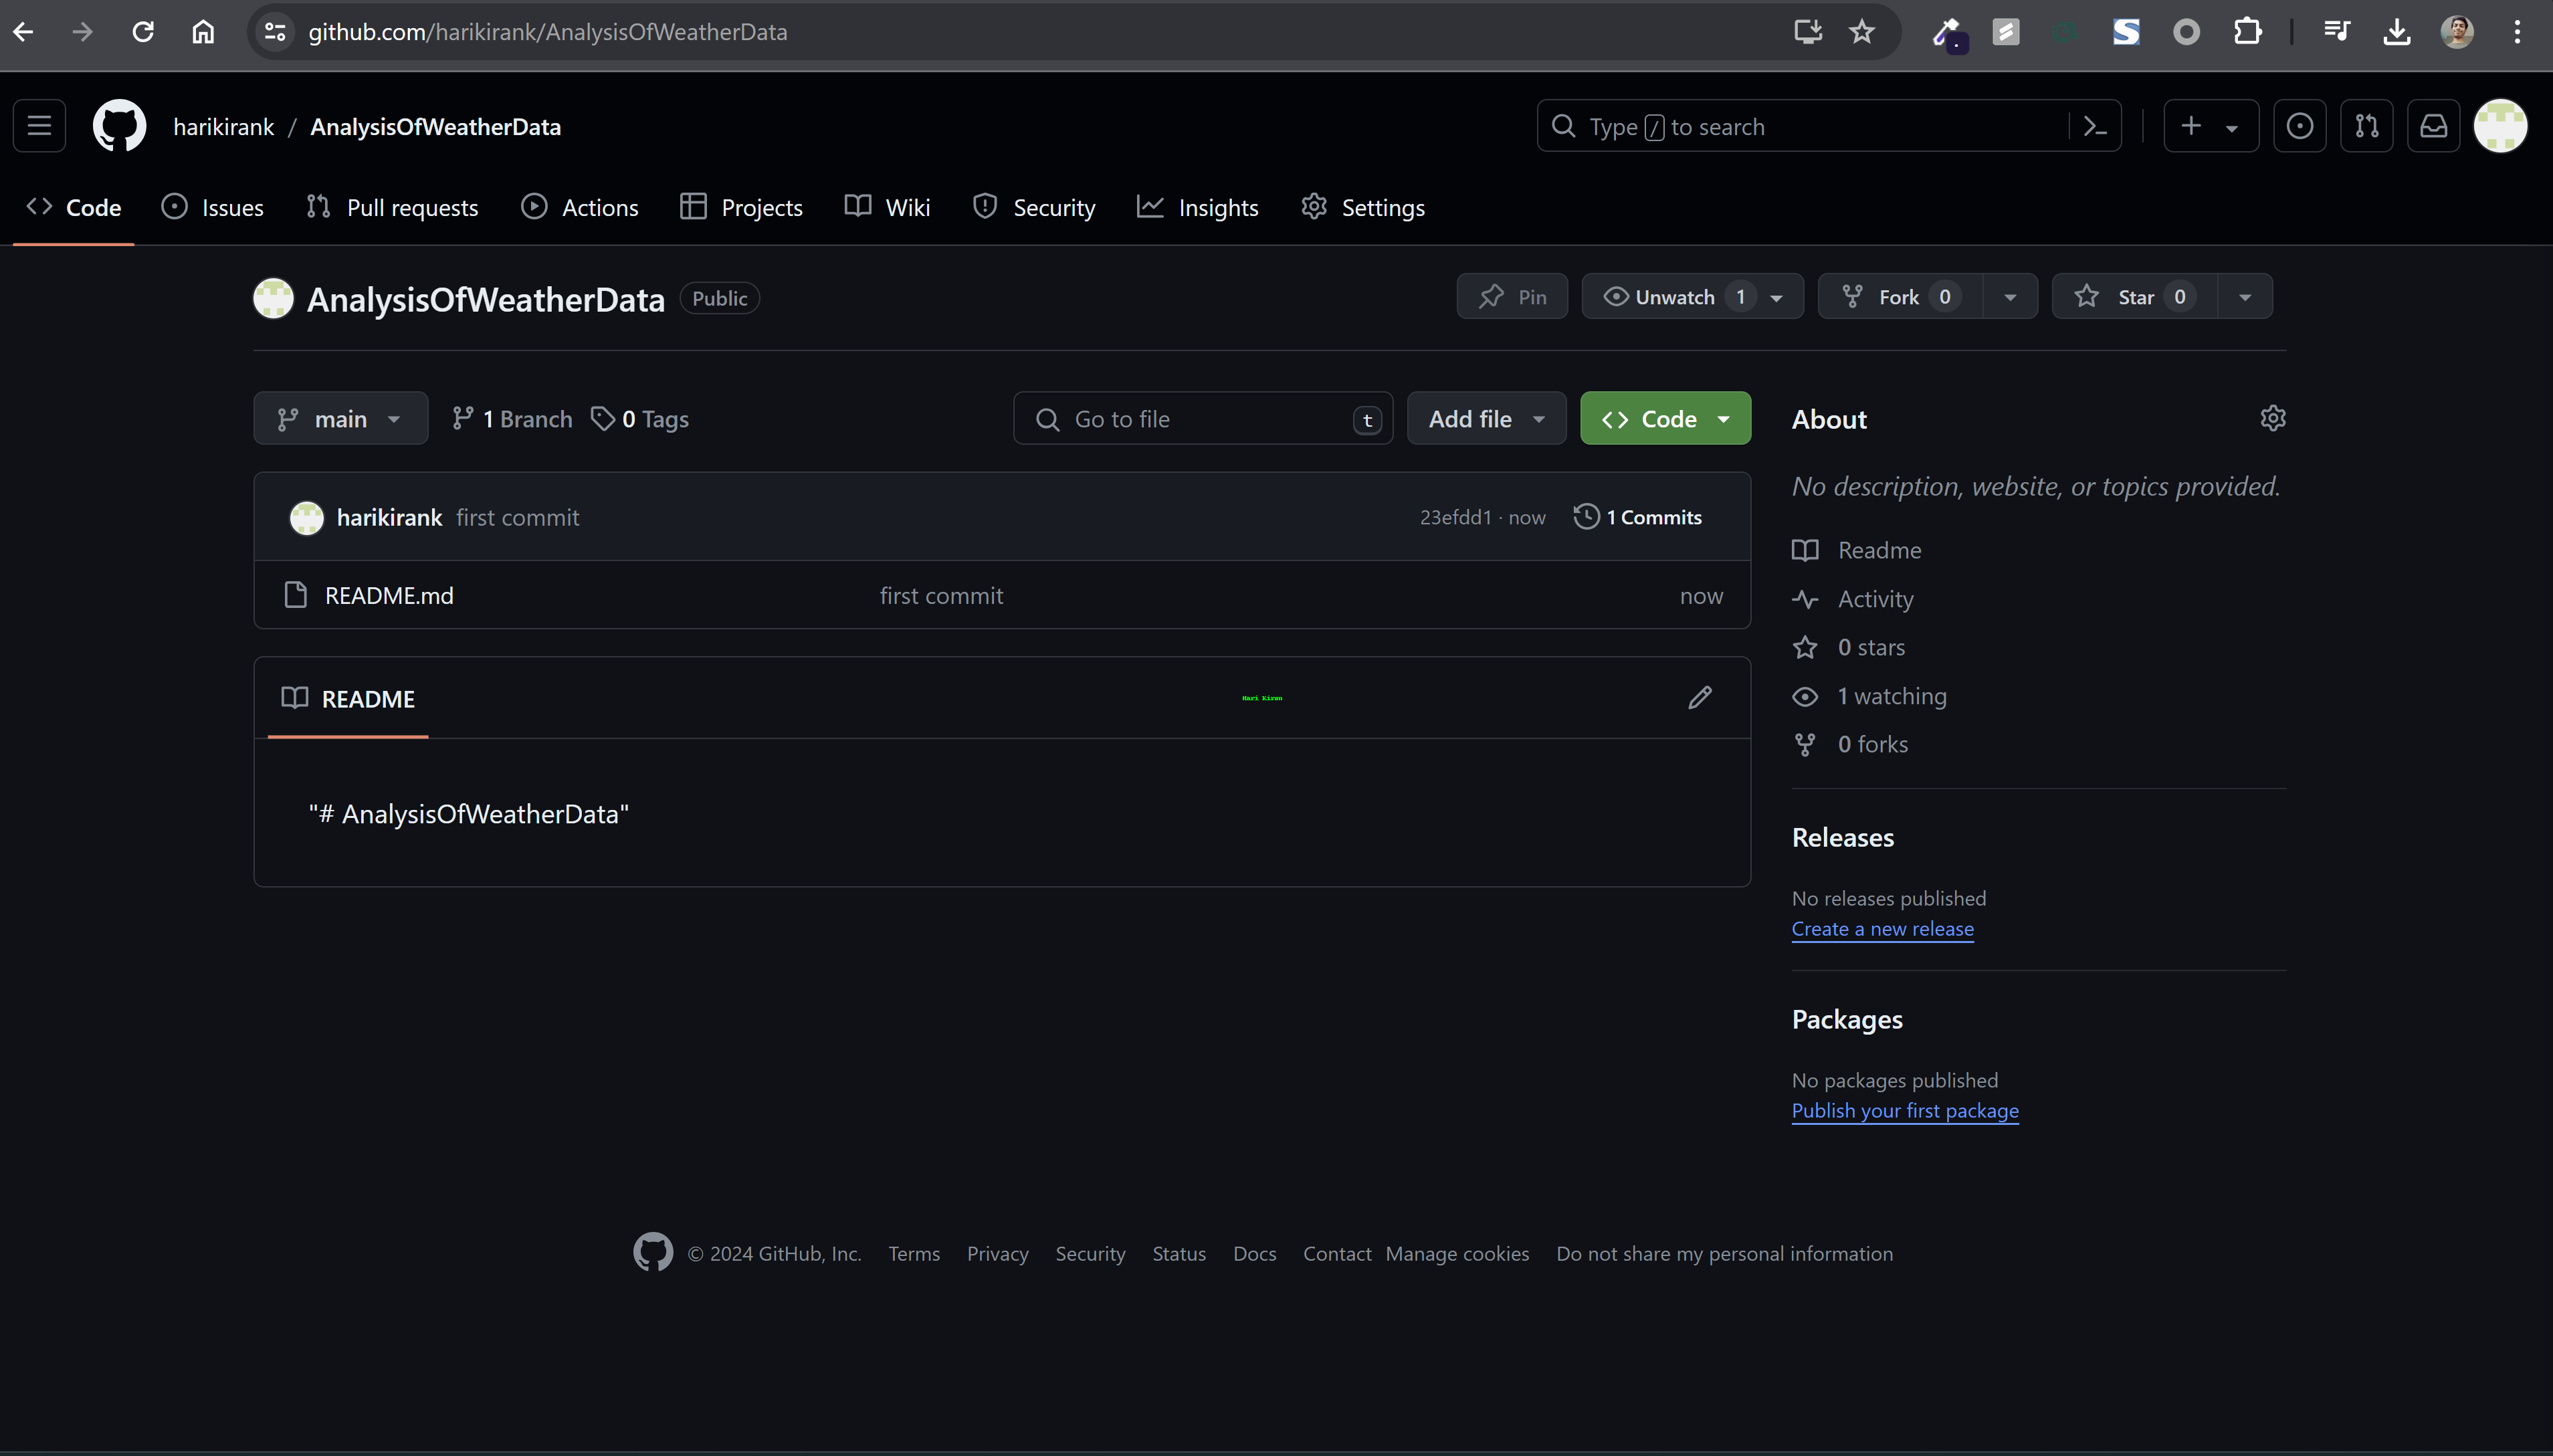 github.com/harikirank/AnalysisOfWeatherData
harikirank / AnalysisOfWeatherData
Type / to search
Code Issues Pull requests Actions Projects Wiki Security Insights Settings
AnalysisOfWeatherData Public
Pin Unwatch 1 Fork 0 Star 0
main 1 Branch 0 Tags
Go to file t Add file Code
harikirank first commit 23efdd1 · now 1 Commits
README.md first commit now
README
Hari Kiran
"# AnalysisOfWeatherData"
About
No description, website, or topics provided.
Readme
Activity
0 stars
1 watching
0 forks
Releases
No releases published
Create a new release
Packages
No packages published
Publish your first package
© 2024 GitHub, Inc. Terms Privacy Security Status Docs Contact Manage cookies Do not share my personal information